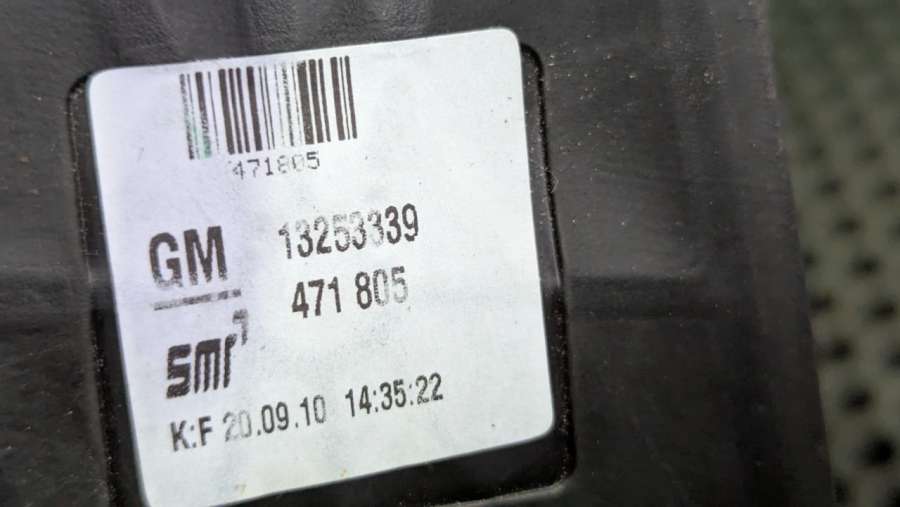 471805
GM 13253339
471 805
smr
K:F 20.09.10 14:35:22